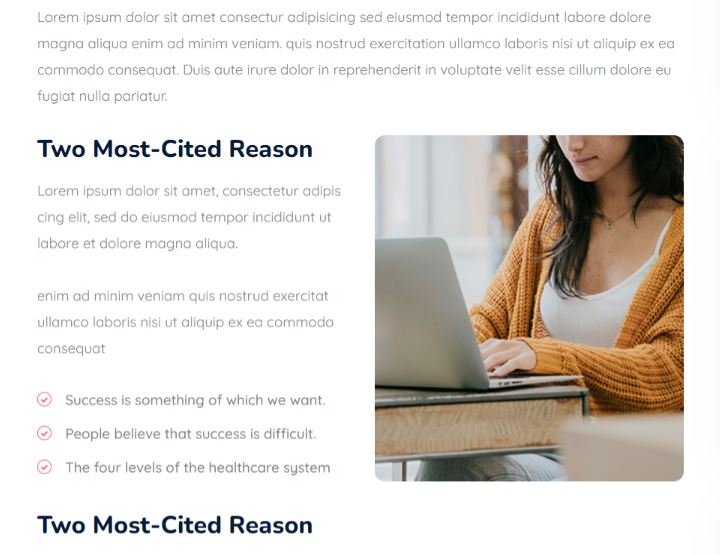 Lorem ipsum dolor sit amet consectur adipisicing sed eiusmod tempor incididunt labore dolore
magna aliqua enim ad minim veniam. quis nostrud exercitation ullamco laboris nisi ut aliquip ex ea
commodo consequat. Duis aute irure dolor in reprehenderit in voluptate velit esse cillum dolore eu
fugiat nulla pariatur.
Two Most-Cited Reason
Lorem ipsum dolor sit amet, consectetur adipis
cing elit, sed do eiusmod tempor incididunt ut
labore et dolore magna aliqua.
enim ad minim veniam quis nostrud exercitat
ullamco laboris nisi ut aliquip ex ea commodo
consequat
Success is something of which we want.
People believe that success is difficult.
The four levels of the healthcare system
Two Most-Cited Reason